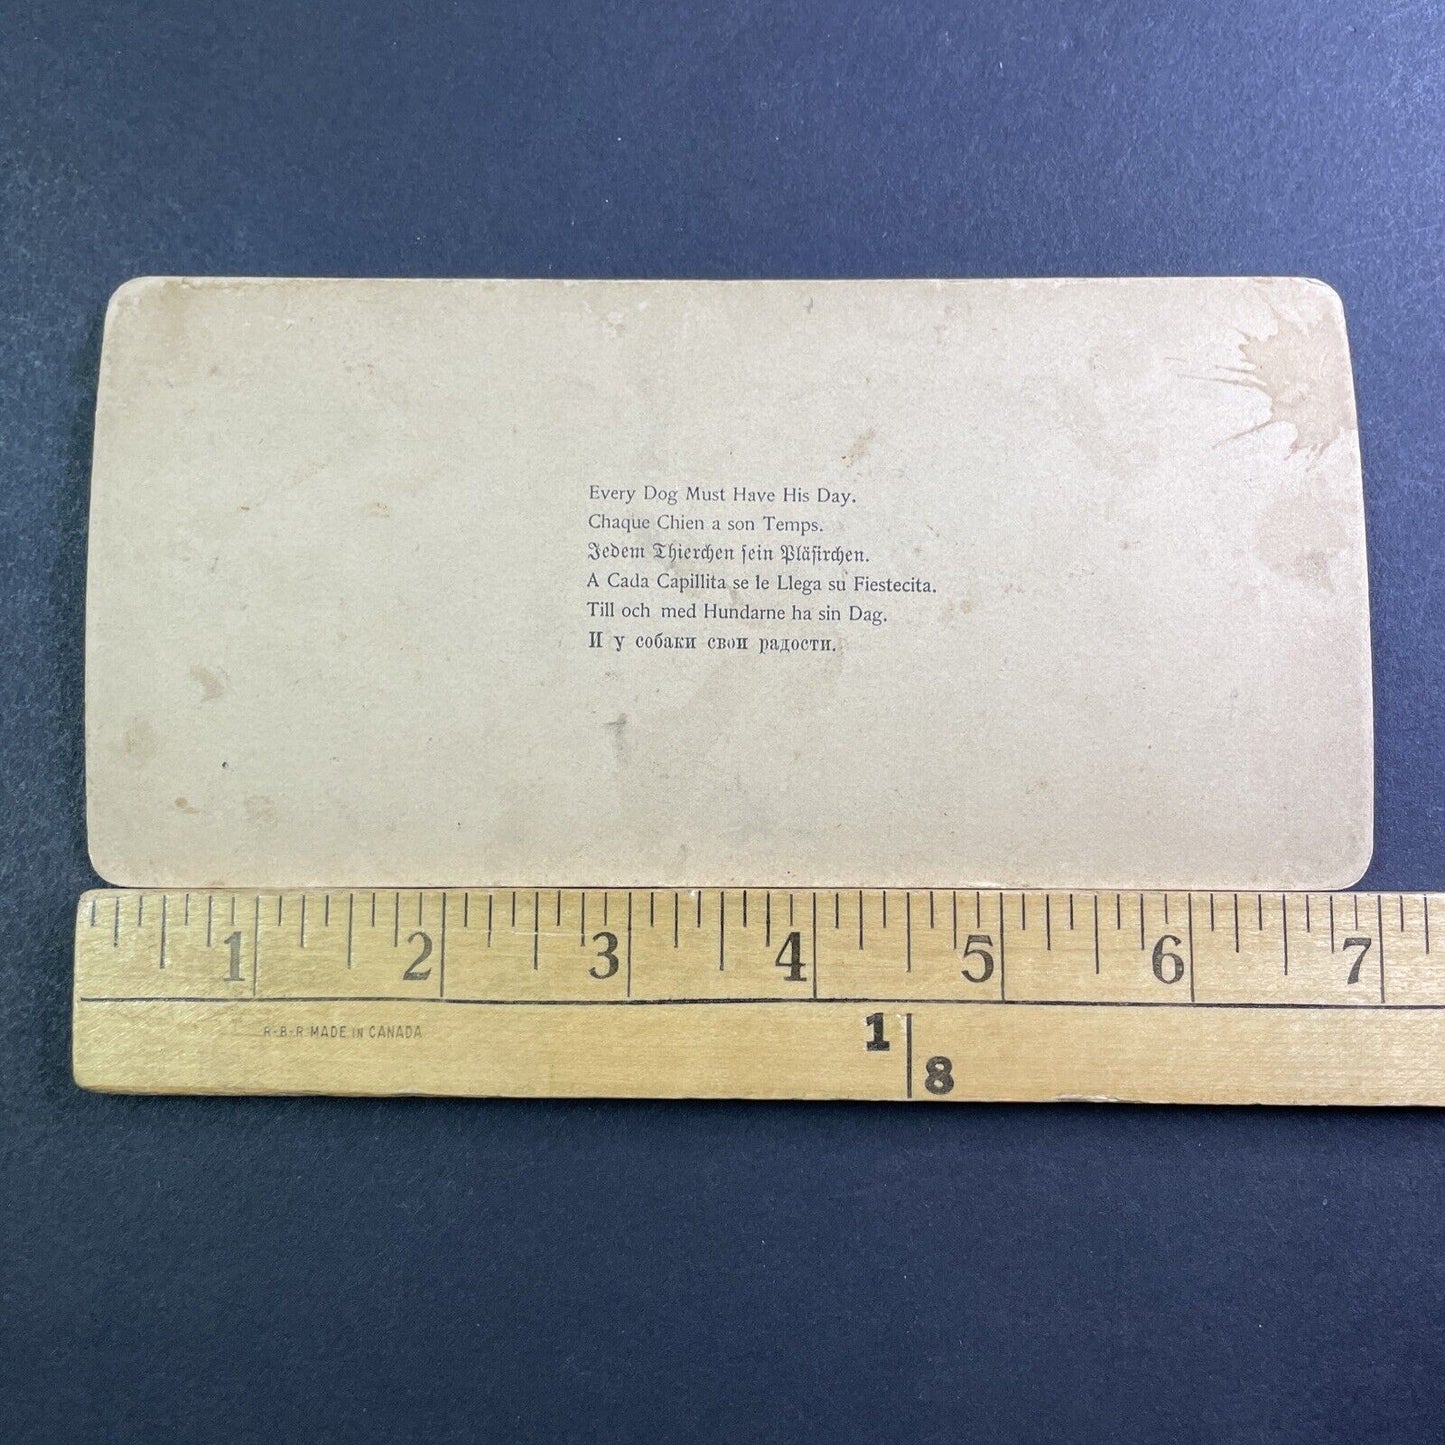 Every Dog Must Have His Day.
Chaque Chien a son Temps.
Jedem Thierchen ſein Pläſirchen.
A Cada Capillita se le Llega su Fiestecita.
Till och med Hundarne ha sin Dag.
И у собаки свои радости.
1 2 3 4 5 6 7
R-B-R MADE IN CANADA
1
8